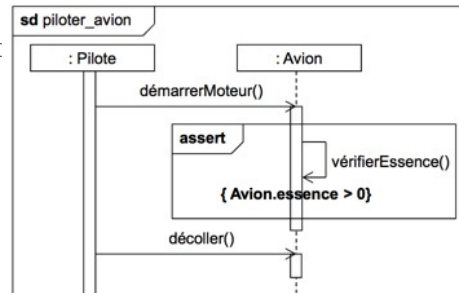 sd piloter_avion
: Pilote
: Avion
démarrerMoteur()
assert
vérifierEssence()
{ Avion.essence > 0}
décoller()